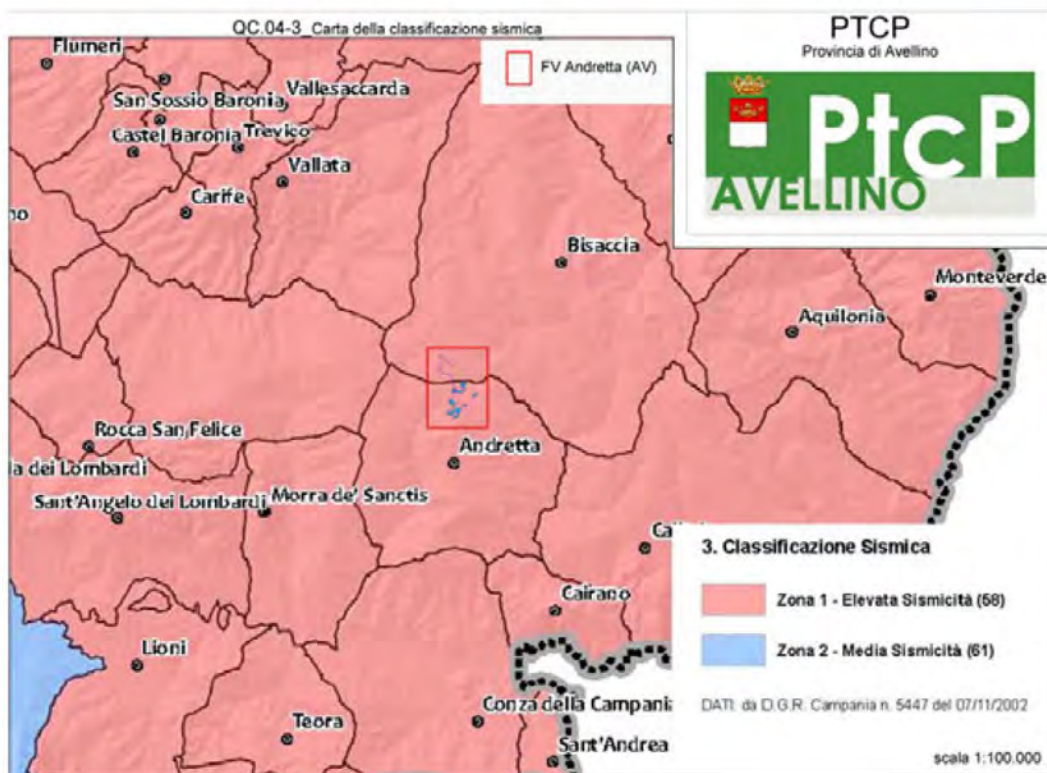 QC.04-3_Carta della classificazione sismica
PTCP
Provincia di Avellino
PtcP
AVELLINO
FV Andretta (AV)
Flumeri
San Sossio Baronia
Vallesaccarda
Castel Baronia
Trevico
Vallata
Carife
Bisaccia
Monteverde
Aquilonia
Rocca San Felice
dei Lombardi
Andretta
Sant'Angelo dei Lombardi
Morra de' Sanctis
Cairano
Lioni
Conza della Campania
Teora
Sant'Andrea
3. Classificazione Sismica
Zona 1 - Elevata Sismicità (58)
Zona 2 - Media Sismicità (61)
DATI: da D.G.R. Campania n. 5447 del 07/11/2002
scala 1:100.000